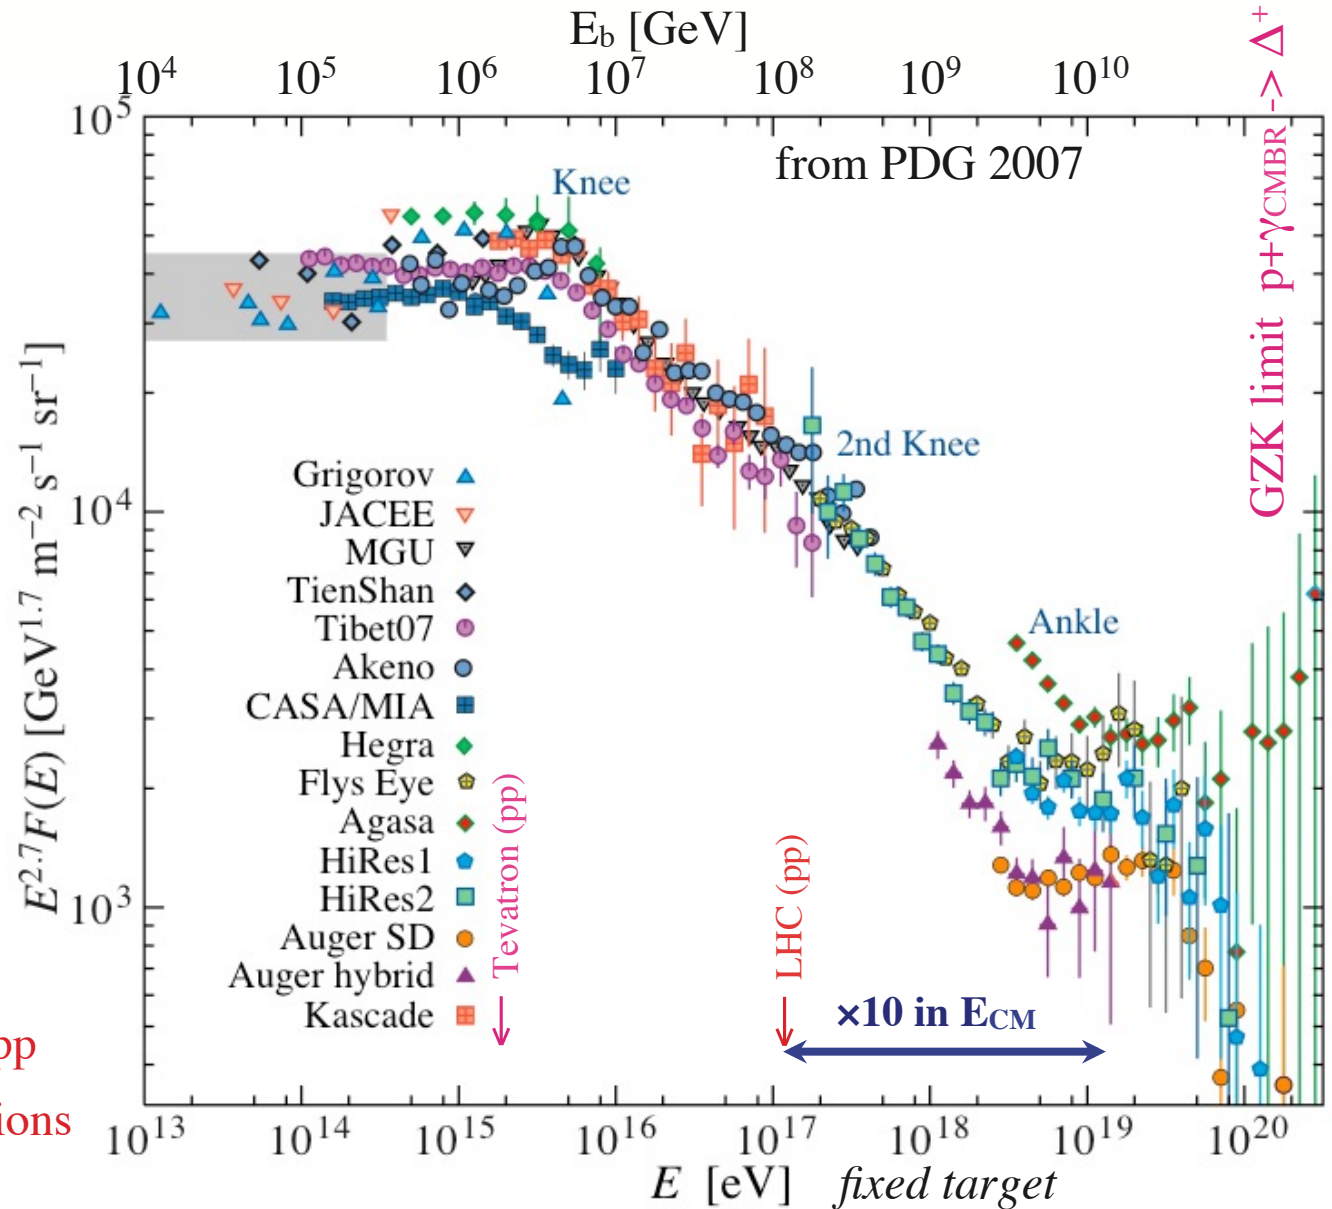 E_b [GeV]
10^4 10^5 10^6 10^7 10^8 10^9 10^10
GZK limit p+γ_CMBR -> Δ^+
from PDG 2007
Knee
2nd Knee
Ankle
10^5
10^4
10^3
E^2.7 F(E) [GeV^1.7 m^−2 s^−1 sr^−1]
Grigorov
JACEE
MGU
TienShan
Tibet07
Akeno
CASA/MIA
Hegra
Flys Eye
Agasa
HiRes1
HiRes2
Auger SD
Auger hybrid
Kascade
Tevatron (pp)
LHC (pp)
×10 in E_CM
pp
ions
10^13 10^14 10^15 10^16 10^17 10^18 10^19 10^20
E [eV] fixed target